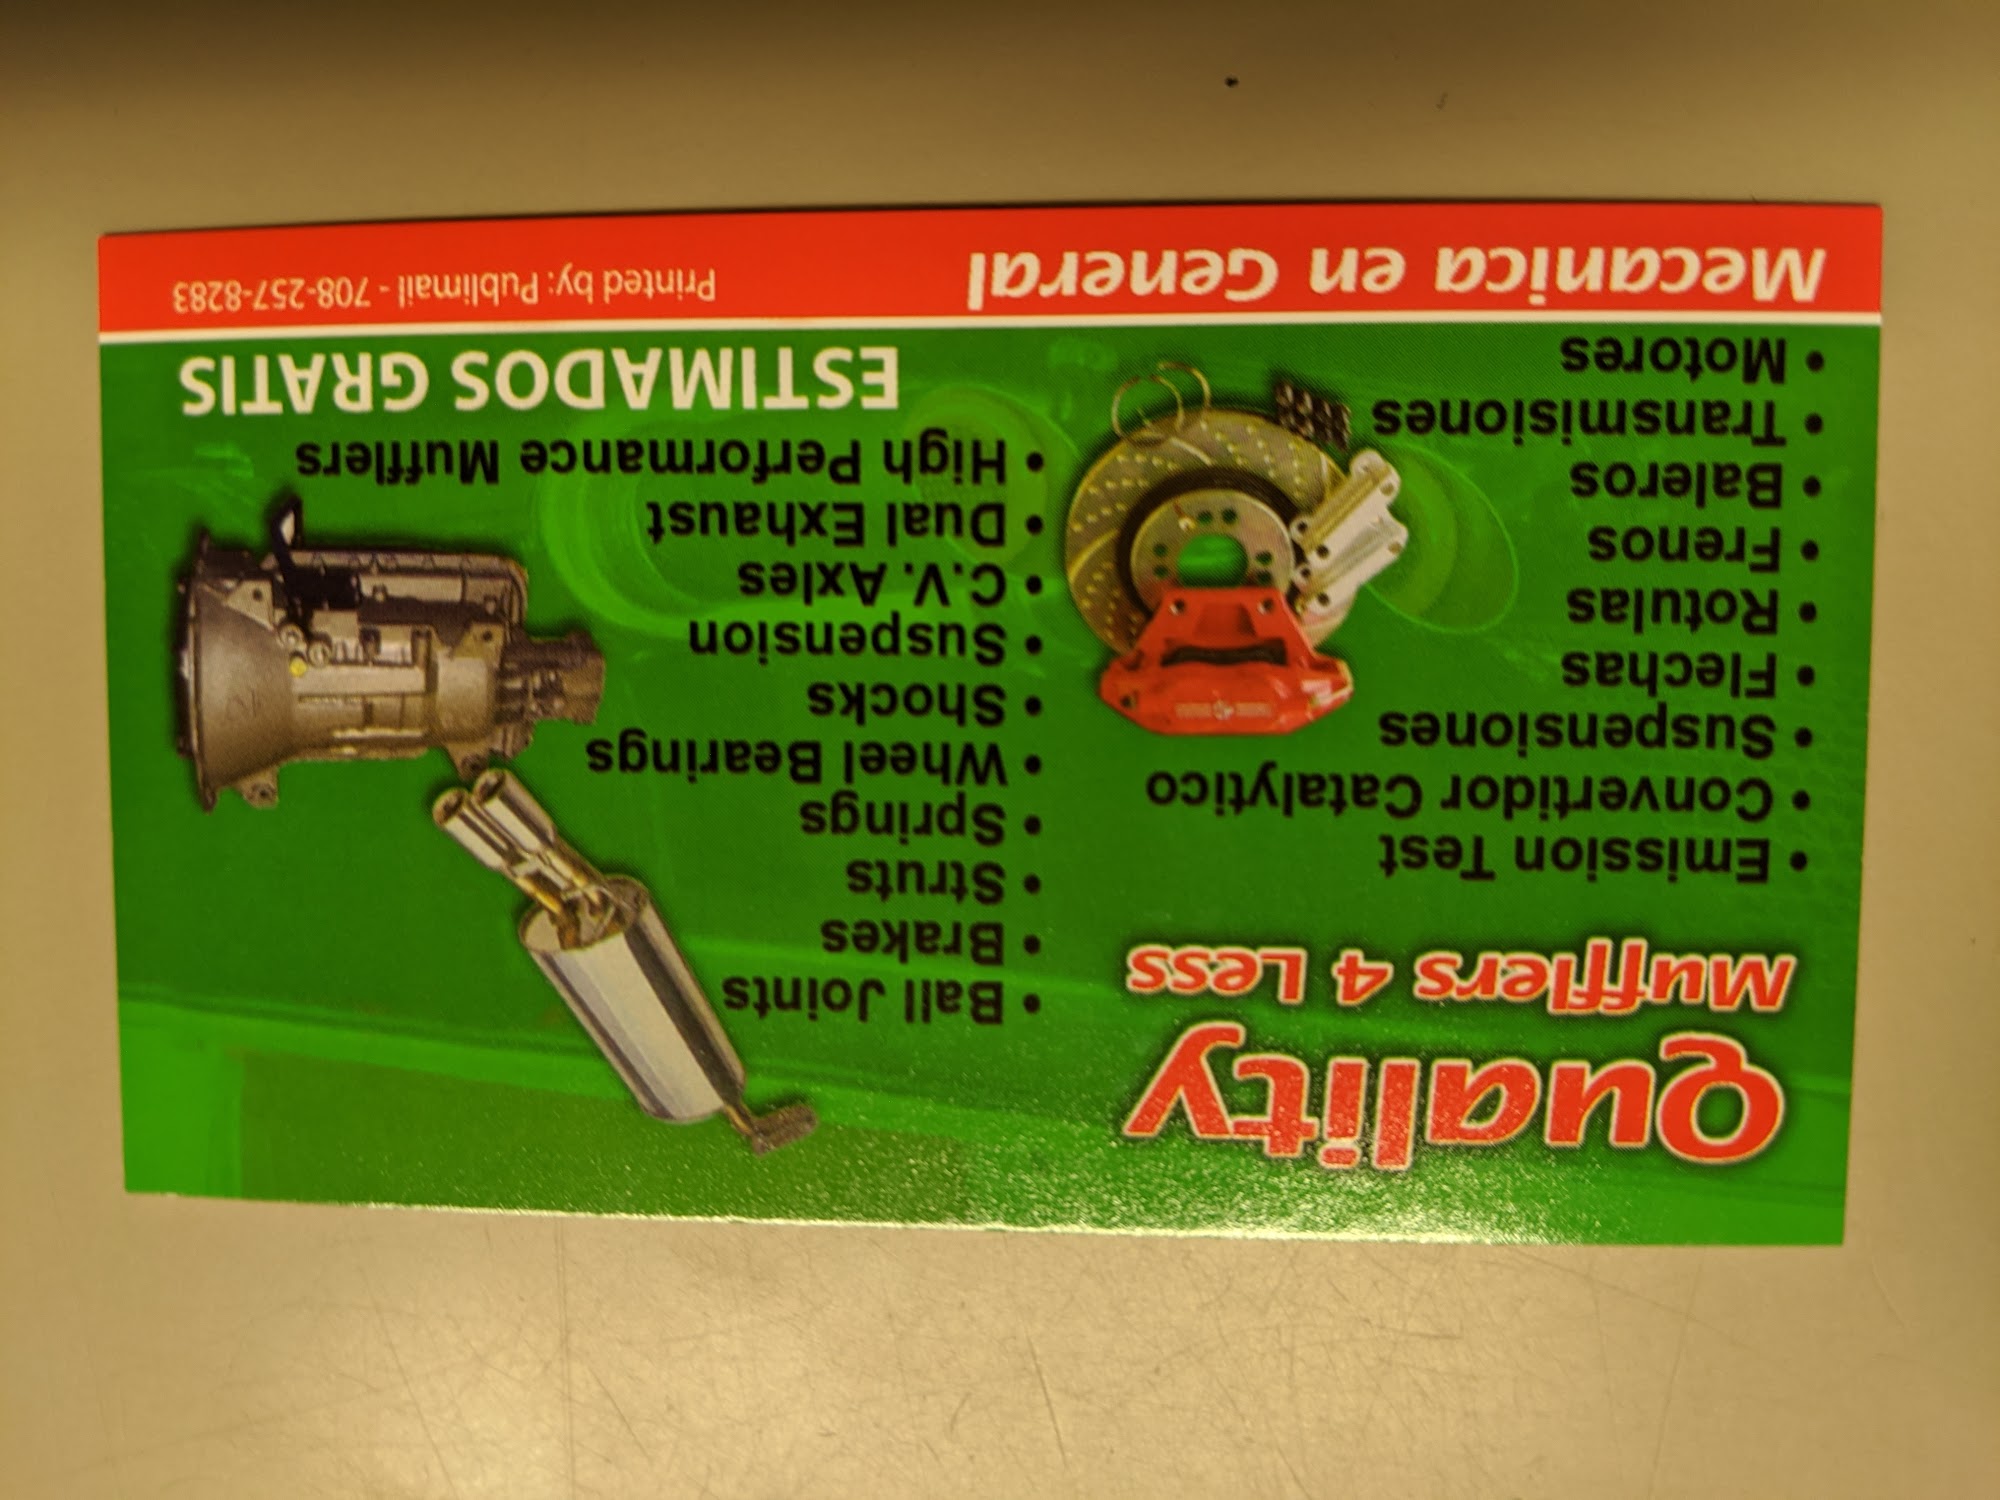 Quality
Mufflers 4 Less
• Emission Test
• Convertidor Catalytico
• Suspensiones
• Flechas
• Rotulas
• Frenos
• Baleros
• Transmisiones
• Motores
• Ball Joints
• Brakes
• Struts
• Springs
• Wheel Bearings
• Shocks
• Suspension
• C.V. Axles
• Dual Exhaust
• High Performance Mufflers
ESTIMADOS GRATIS
Mecanica en General
Printed by: Publimail - 708-257-8283